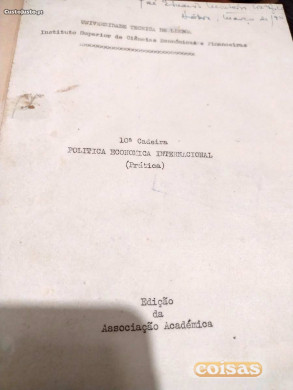 CustoJusto.pt
UNIVERSIDADE TECNICA DE LISBOA
Instituto Superior de Ciências Económicas e Financeiras
10ª Cadeira
POLITICA ECONOMICA INTERNACIONAL
(Prática)
Edição
da
Associação Académica
coisas